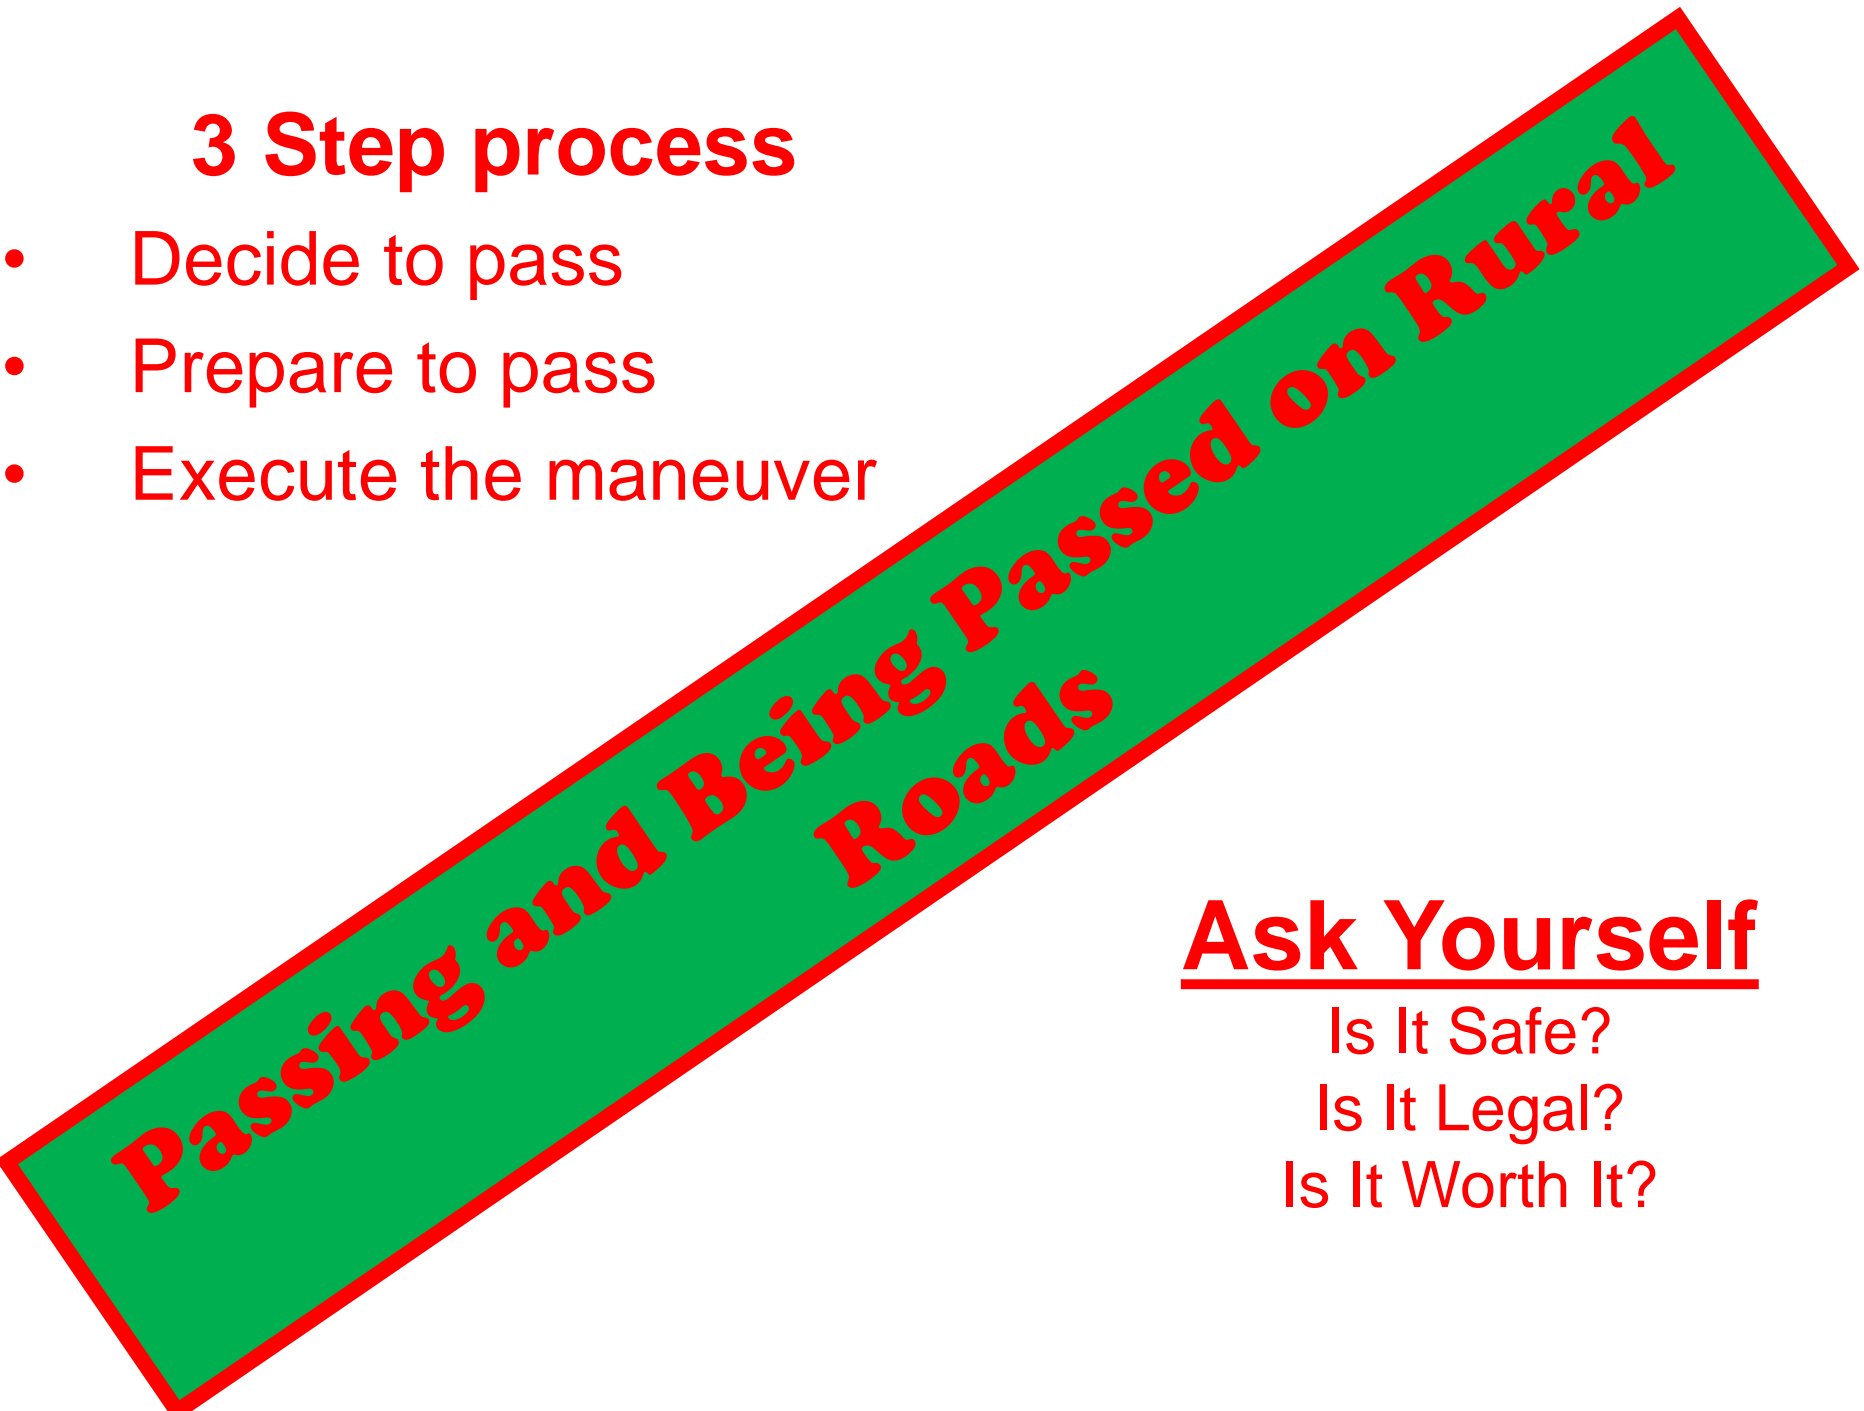 3 Step process
• Decide to pass
• Prepare to pass
• Execute the maneuver
Passing and Being Passed on Rural
Roads
Ask Yourself
Is It Safe?
Is It Legal?
Is It Worth It?